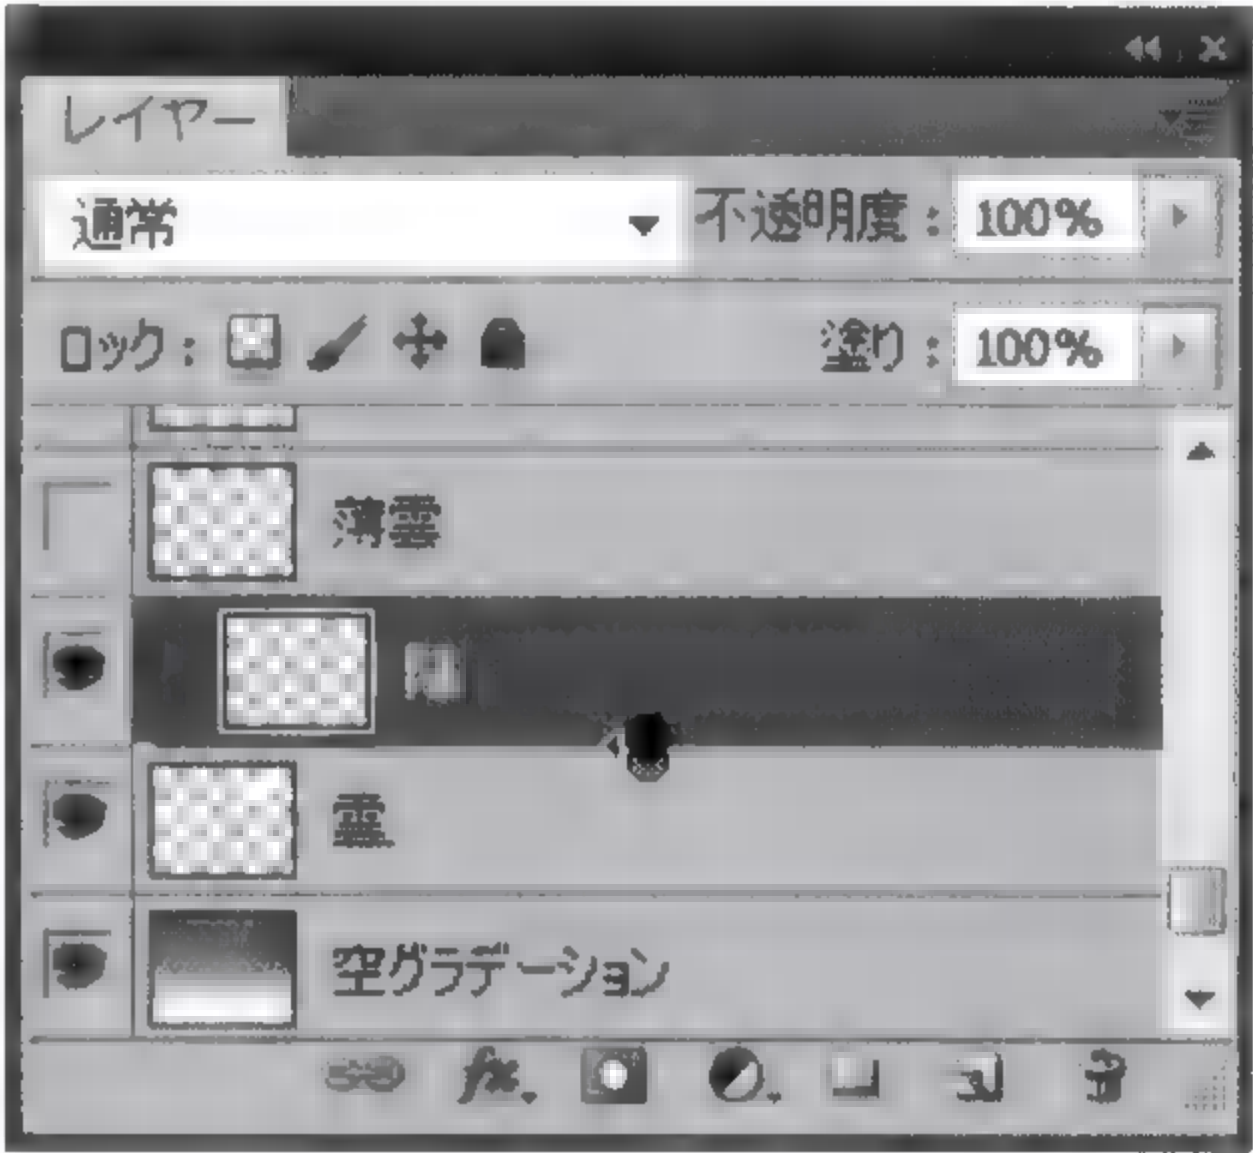 レイヤー
通常 不透明度： 100%
ロック： 塗り： 100%
薄雲
雲
空グラデーション
fx